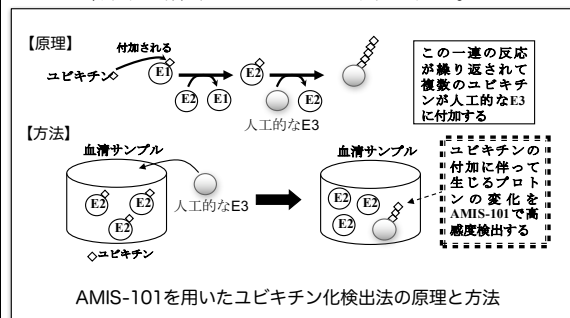 【原理】
付加される
ユビキチン
E1
E2
E1
E2
E2
人工的なE3
この一連の反応
が繰り返されて
複数のユビキチ
ンが人工的なE3
に付加する
【方法】
血清サンプル
E2
E2
E2
ユビキチン
人工的なE3
血清サンプル
E2
E2
E2
人工的なE3
ユビキチンの
付加に伴って
生じるプロト
ンの変化を
AMIS-101で高
感度検出する
AMIS-101を用いたユビキチン化検出法の原理と方法